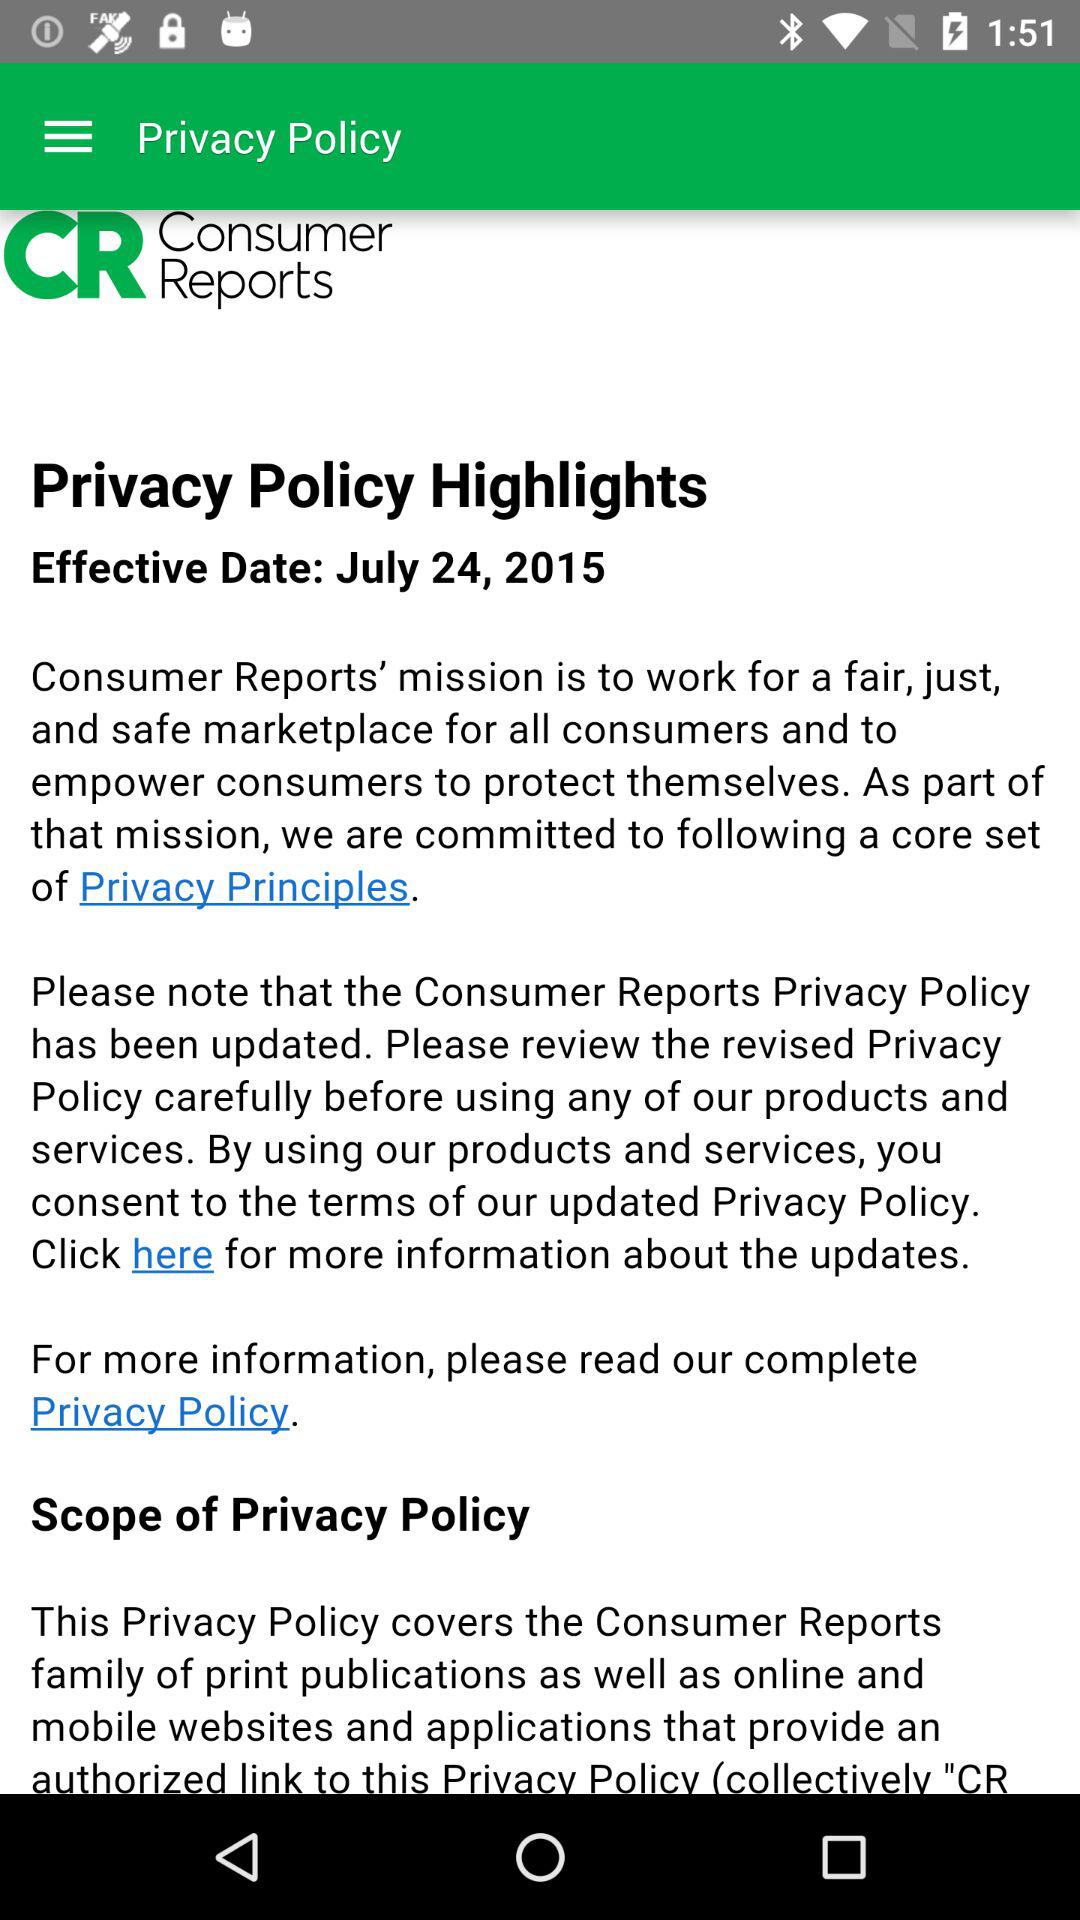 FAKE
1:51
Privacy Policy
CR Consumer
Reports
Privacy Policy Highlights
Effective Date: July 24, 2015
Consumer Reports’ mission is to work for a fair, just,
and safe marketplace for all consumers and to
empower consumers to protect themselves. As part of
that mission, we are committed to following a core set
of Privacy Principles.
Please note that the Consumer Reports Privacy Policy
has been updated. Please review the revised Privacy
Policy carefully before using any of our products and
services. By using our products and services, you
consent to the terms of our updated Privacy Policy.
Click here for more information about the updates.
For more information, please read our complete
Privacy Policy.
Scope of Privacy Policy
This Privacy Policy covers the Consumer Reports
family of print publications as well as online and
mobile websites and applications that provide an
authorized link to this Privacy Policy (collectively "CR